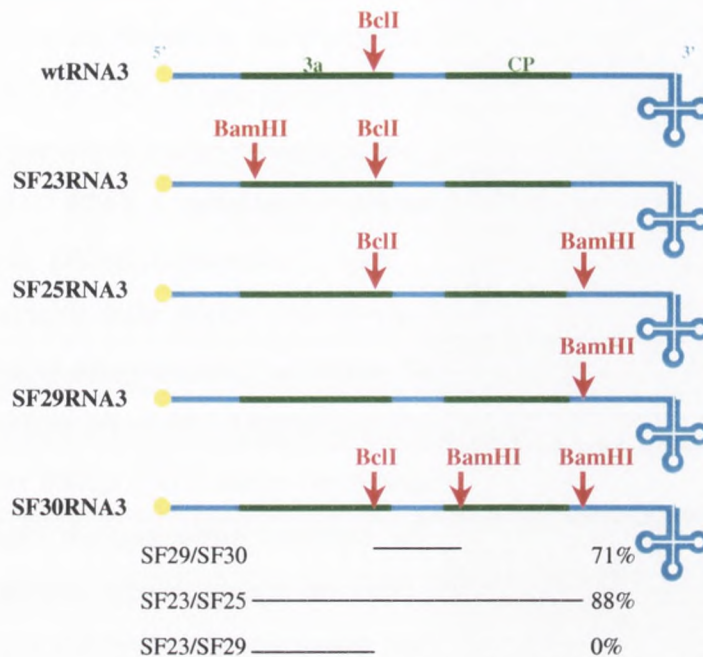 BclI
5' 3'
wtRNA3 3a CP
BamHI BclI
SF23RNA3
BclI BamHI
SF25RNA3
BamHI
SF29RNA3
BclI BamHI BamHI
SF30RNA3
SF29/SF30 71%
SF23/SF25 88%
SF23/SF29 0%